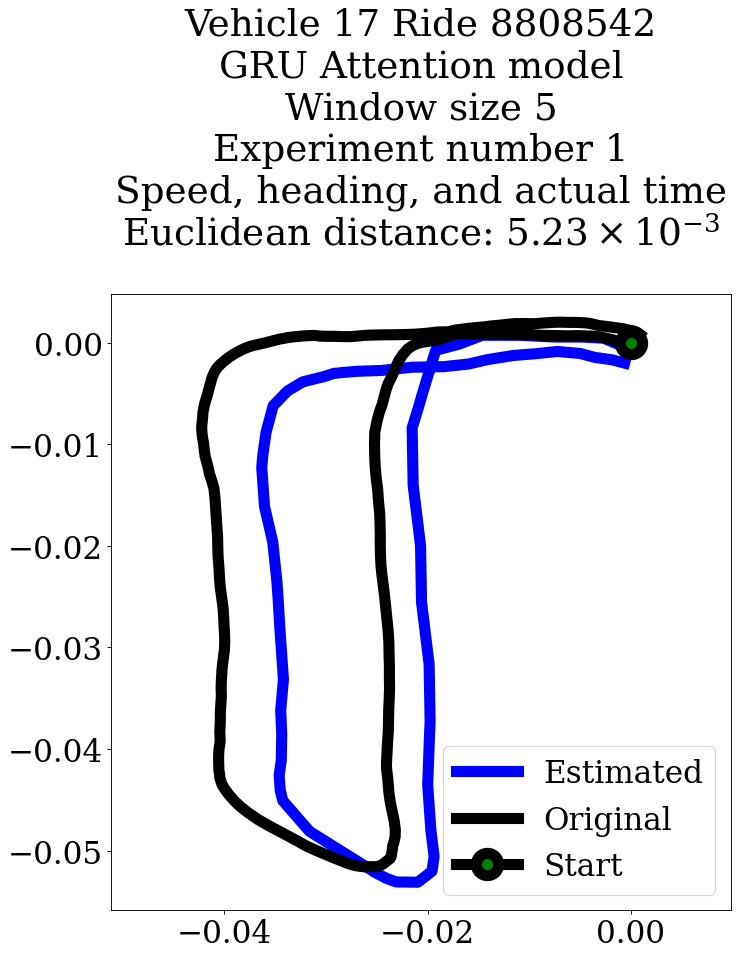 Vehicle 17 Ride 8808542
GRU Attention model
Window size 5
Experiment number 1
Speed, heading, and actual time
Euclidean distance: 5.23 × 10⁻³
0.00
−0.01
−0.02
−0.03
−0.04
−0.05
−0.04
−0.02
0.00
Estimated
Original
Start